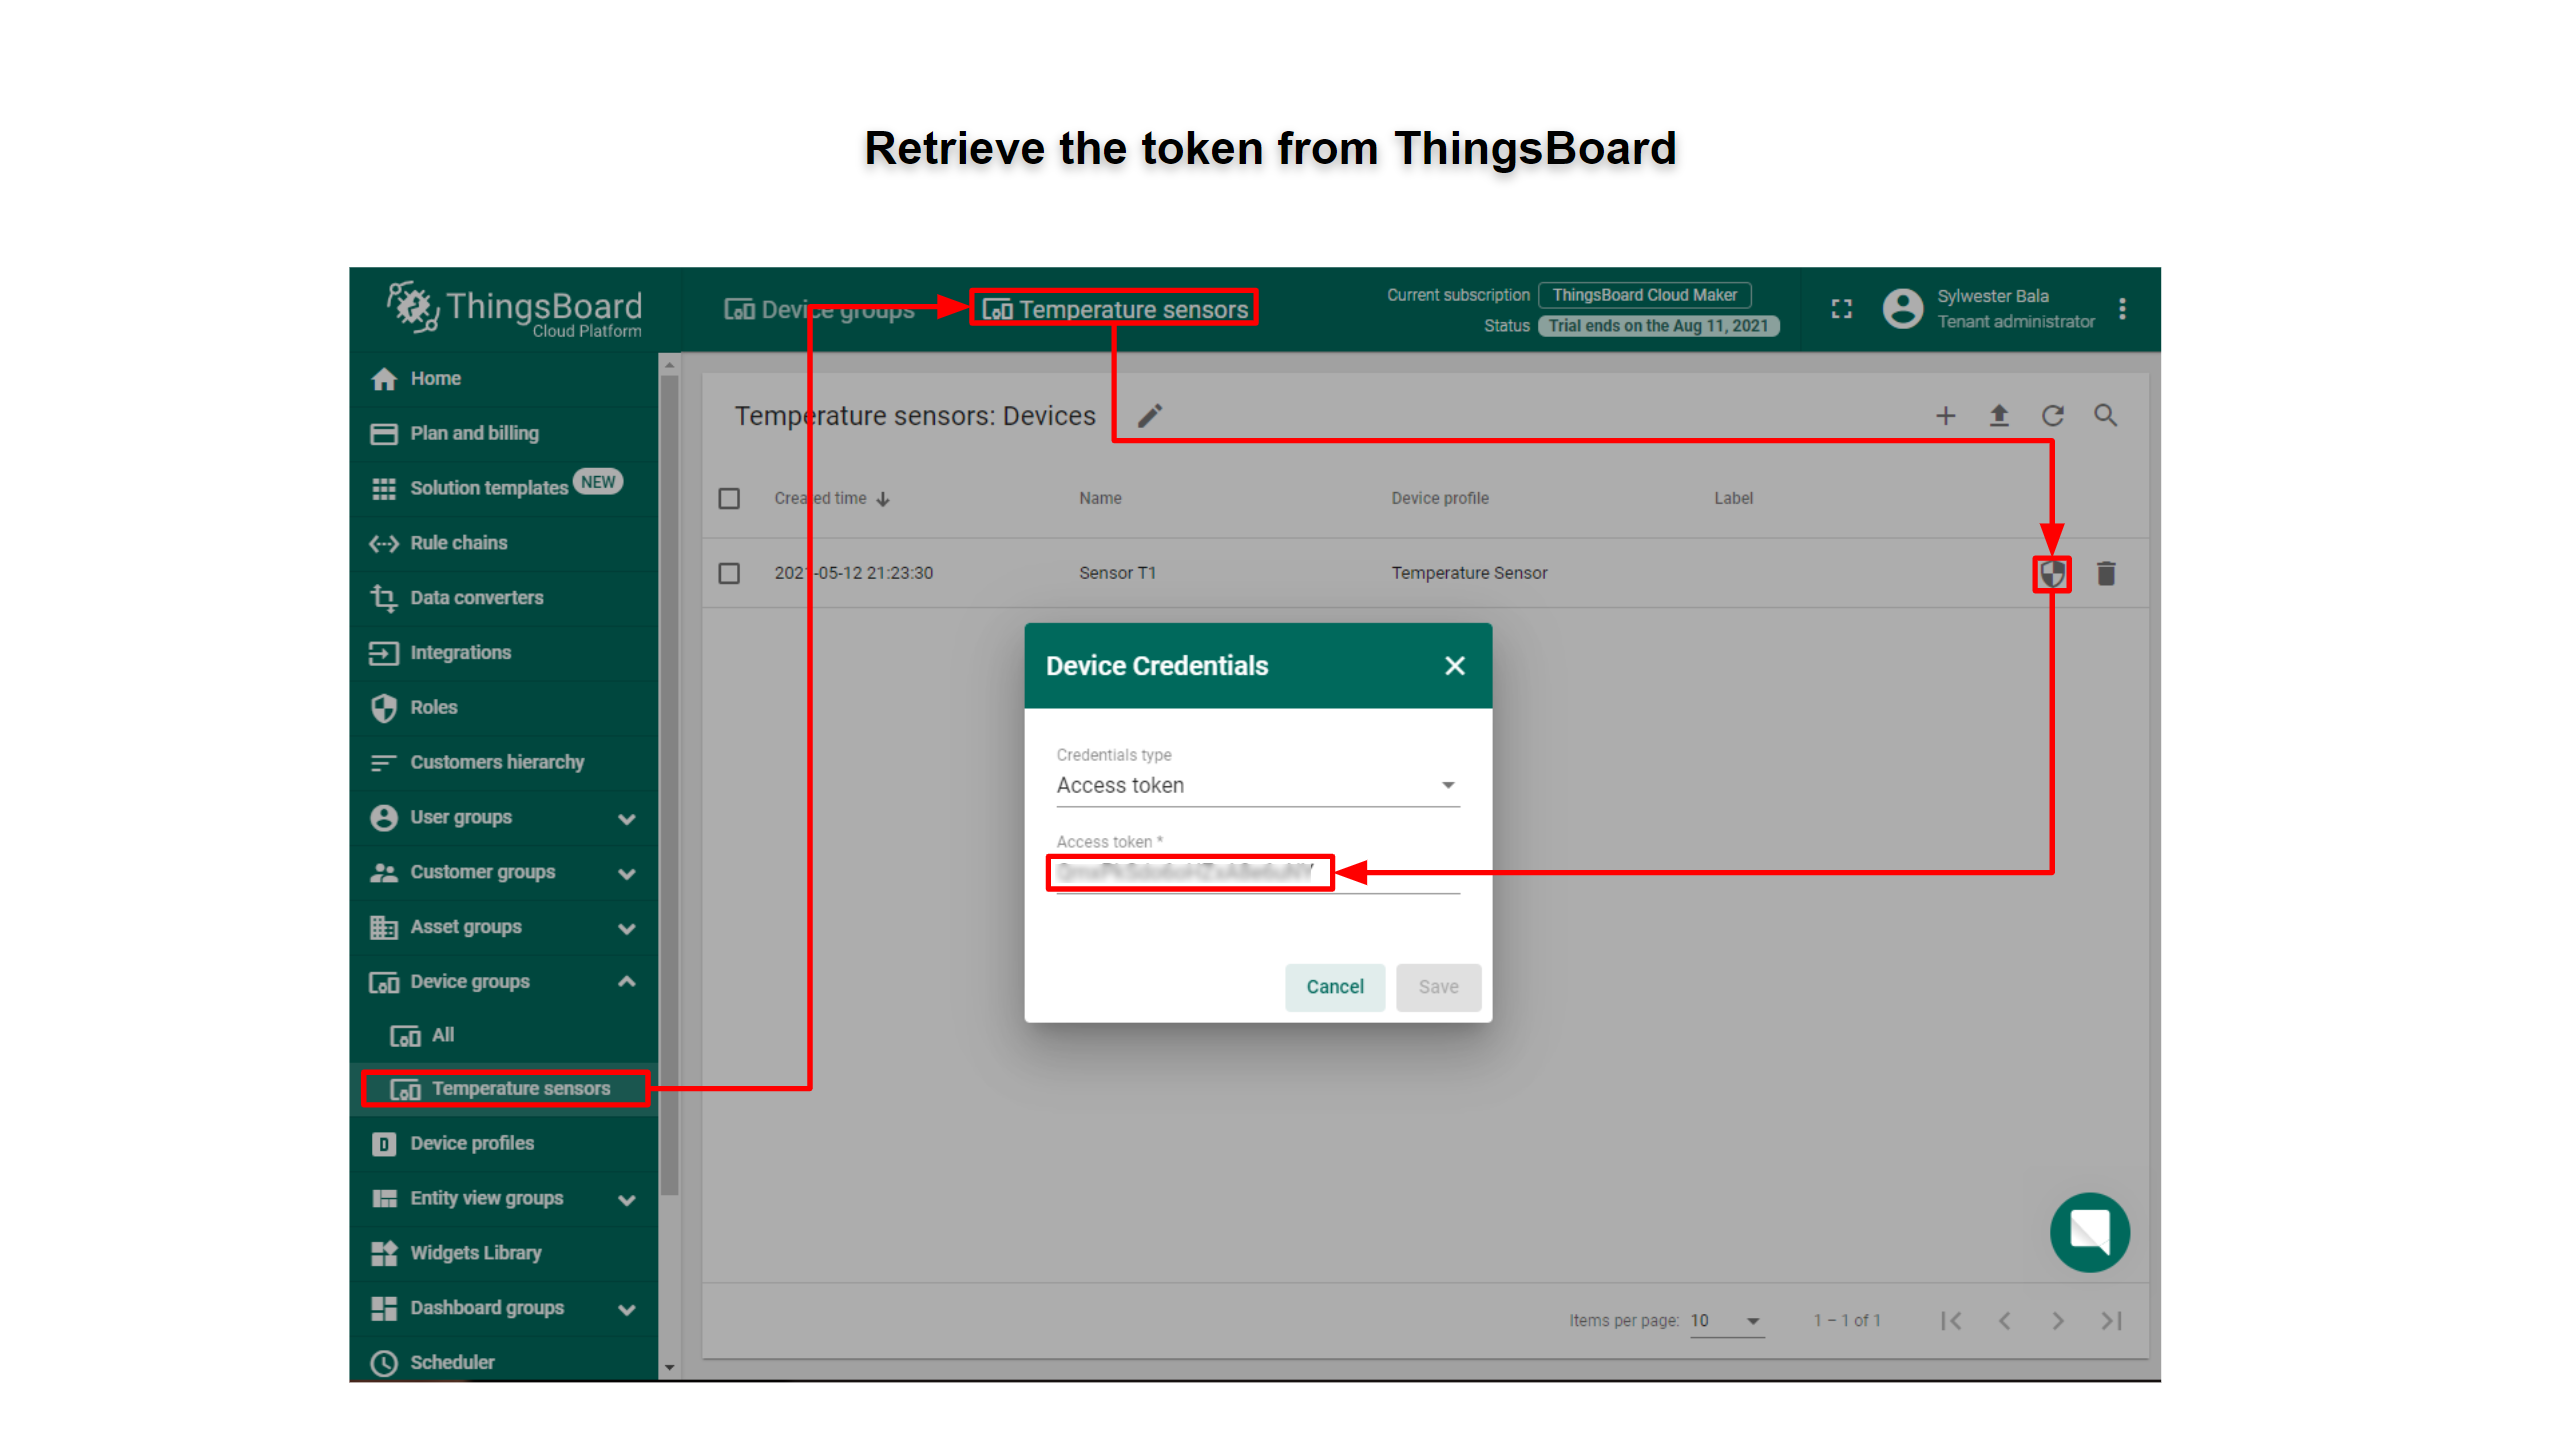 Retrieve the token from ThingsBoard
ThingsBoard
Cloud Platform
Device groups
Temperature sensors
Current subscription ThingsBoard Cloud Maker
Status Trial ends on the Aug 11, 2021
Sylwester Bala
Tenant administrator
Home
Plan and billing
Solution templates NEW
Rule chains
Data converters
Integrations
Roles
Customers hierarchy
User groups
Customer groups
Asset groups
Device groups
All
Temperature sensors
Device profiles
Entity view groups
Widgets Library
Dashboard groups
Scheduler
Temperature sensors: Devices
Created time Name Device profile Label
2021-05-12 21:23:30 Sensor T1 Temperature Sensor
Device Credentials
Credentials type
Access token
Access token *
Cancel Save
Items per page: 10 1 – 1 of 1